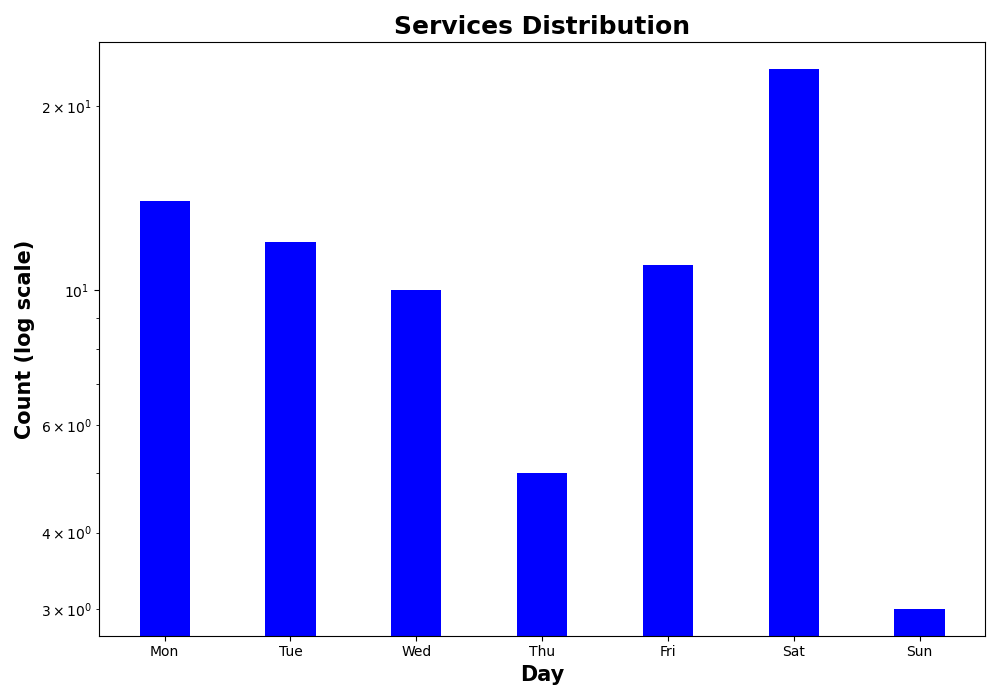 Services Distribution
Count (log scale)
2 × 10¹
10¹
6 × 10⁰
4 × 10⁰
3 × 10⁰
Mon Tue Wed Thu Fri Sat Sun
Day